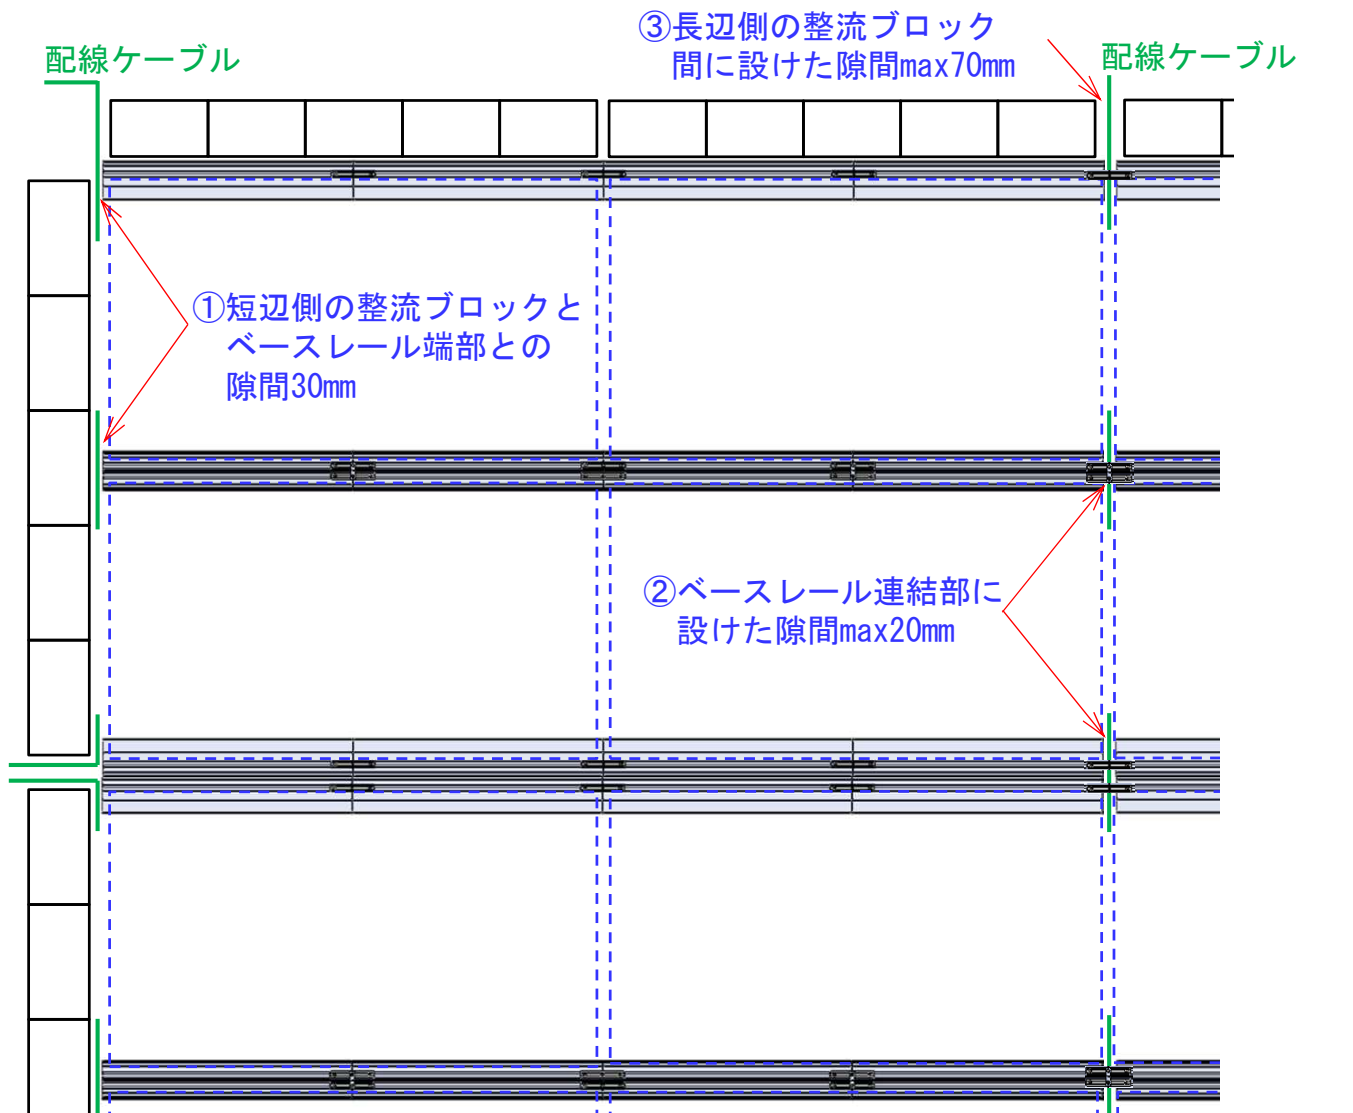 ③長辺側の整流ブロック
間に設けた隙間max70mm
配線ケーブル
配線ケーブル
①短辺側の整流ブロックと
ベースレール端部との
隙間30mm
②ベースレール連結部に
設けた隙間max20mm